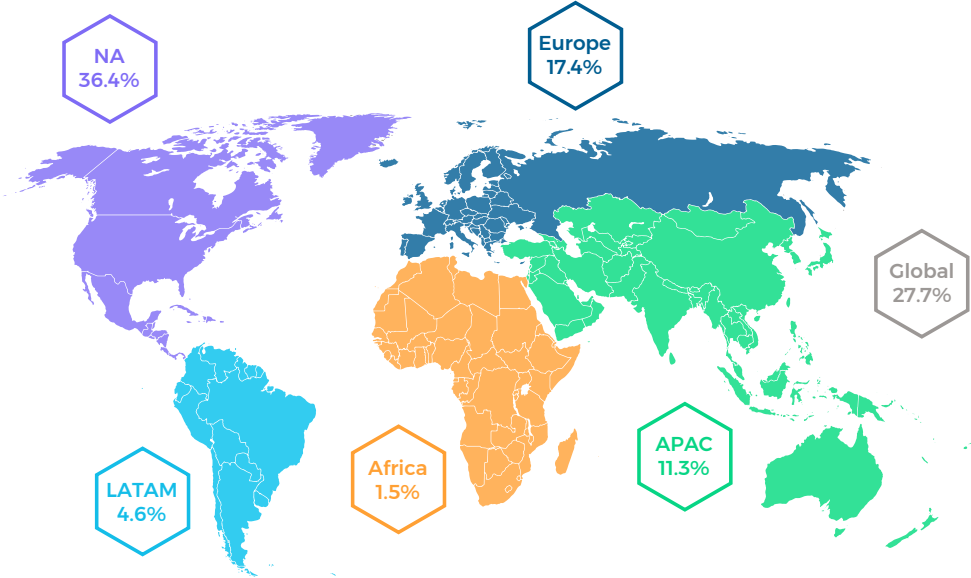 NA
36.4%
Europe
17.4%
Global
27.7%
APAC
11.3%
Africa
1.5%
LATAM
4.6%